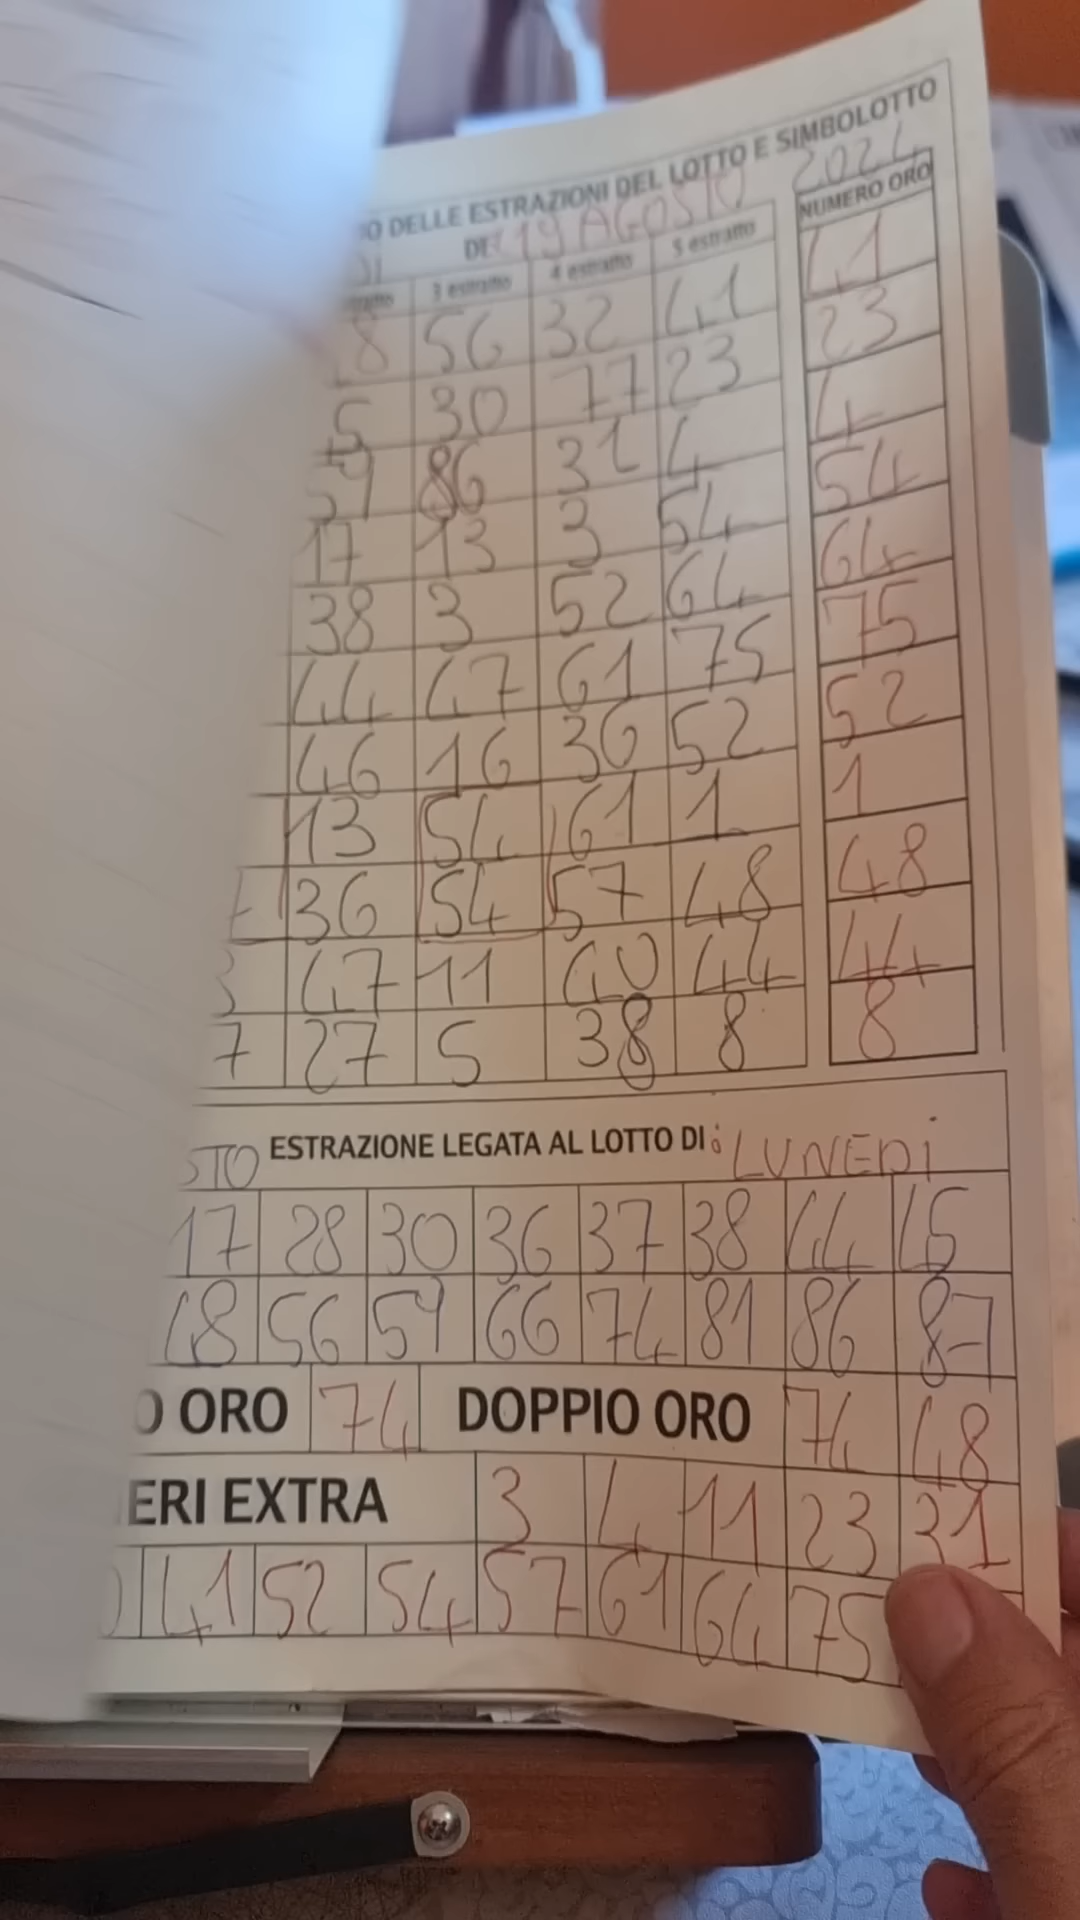 O DELLE ESTRAZIONI DEL LOTTO E SIMBOLOTTO
DEL 19 AGOSTO 2024
3 estratto 4 estratto 5 estratto NUMERO ORO
8 56 32 41 41
5 30 77 23 23
59 86 31 4 4
17 13 3 54 54
38 3 52 64 64
44 47 61 75 75
46 16 36 52 52
13 54 61 1 1
36 54 57 48 48
47 11 40 44 44
7 27 5 38 8 8
STO ESTRAZIONE LEGATA AL LOTTO DI: LUNEDI
17 28 30 36 37 38 44 45
48 56 59 66 74 81 86 87
O ORO 74 DOPPIO ORO 74 48
ERI EXTRA 3 4 11 23 31
41 52 54 57 61 64 75